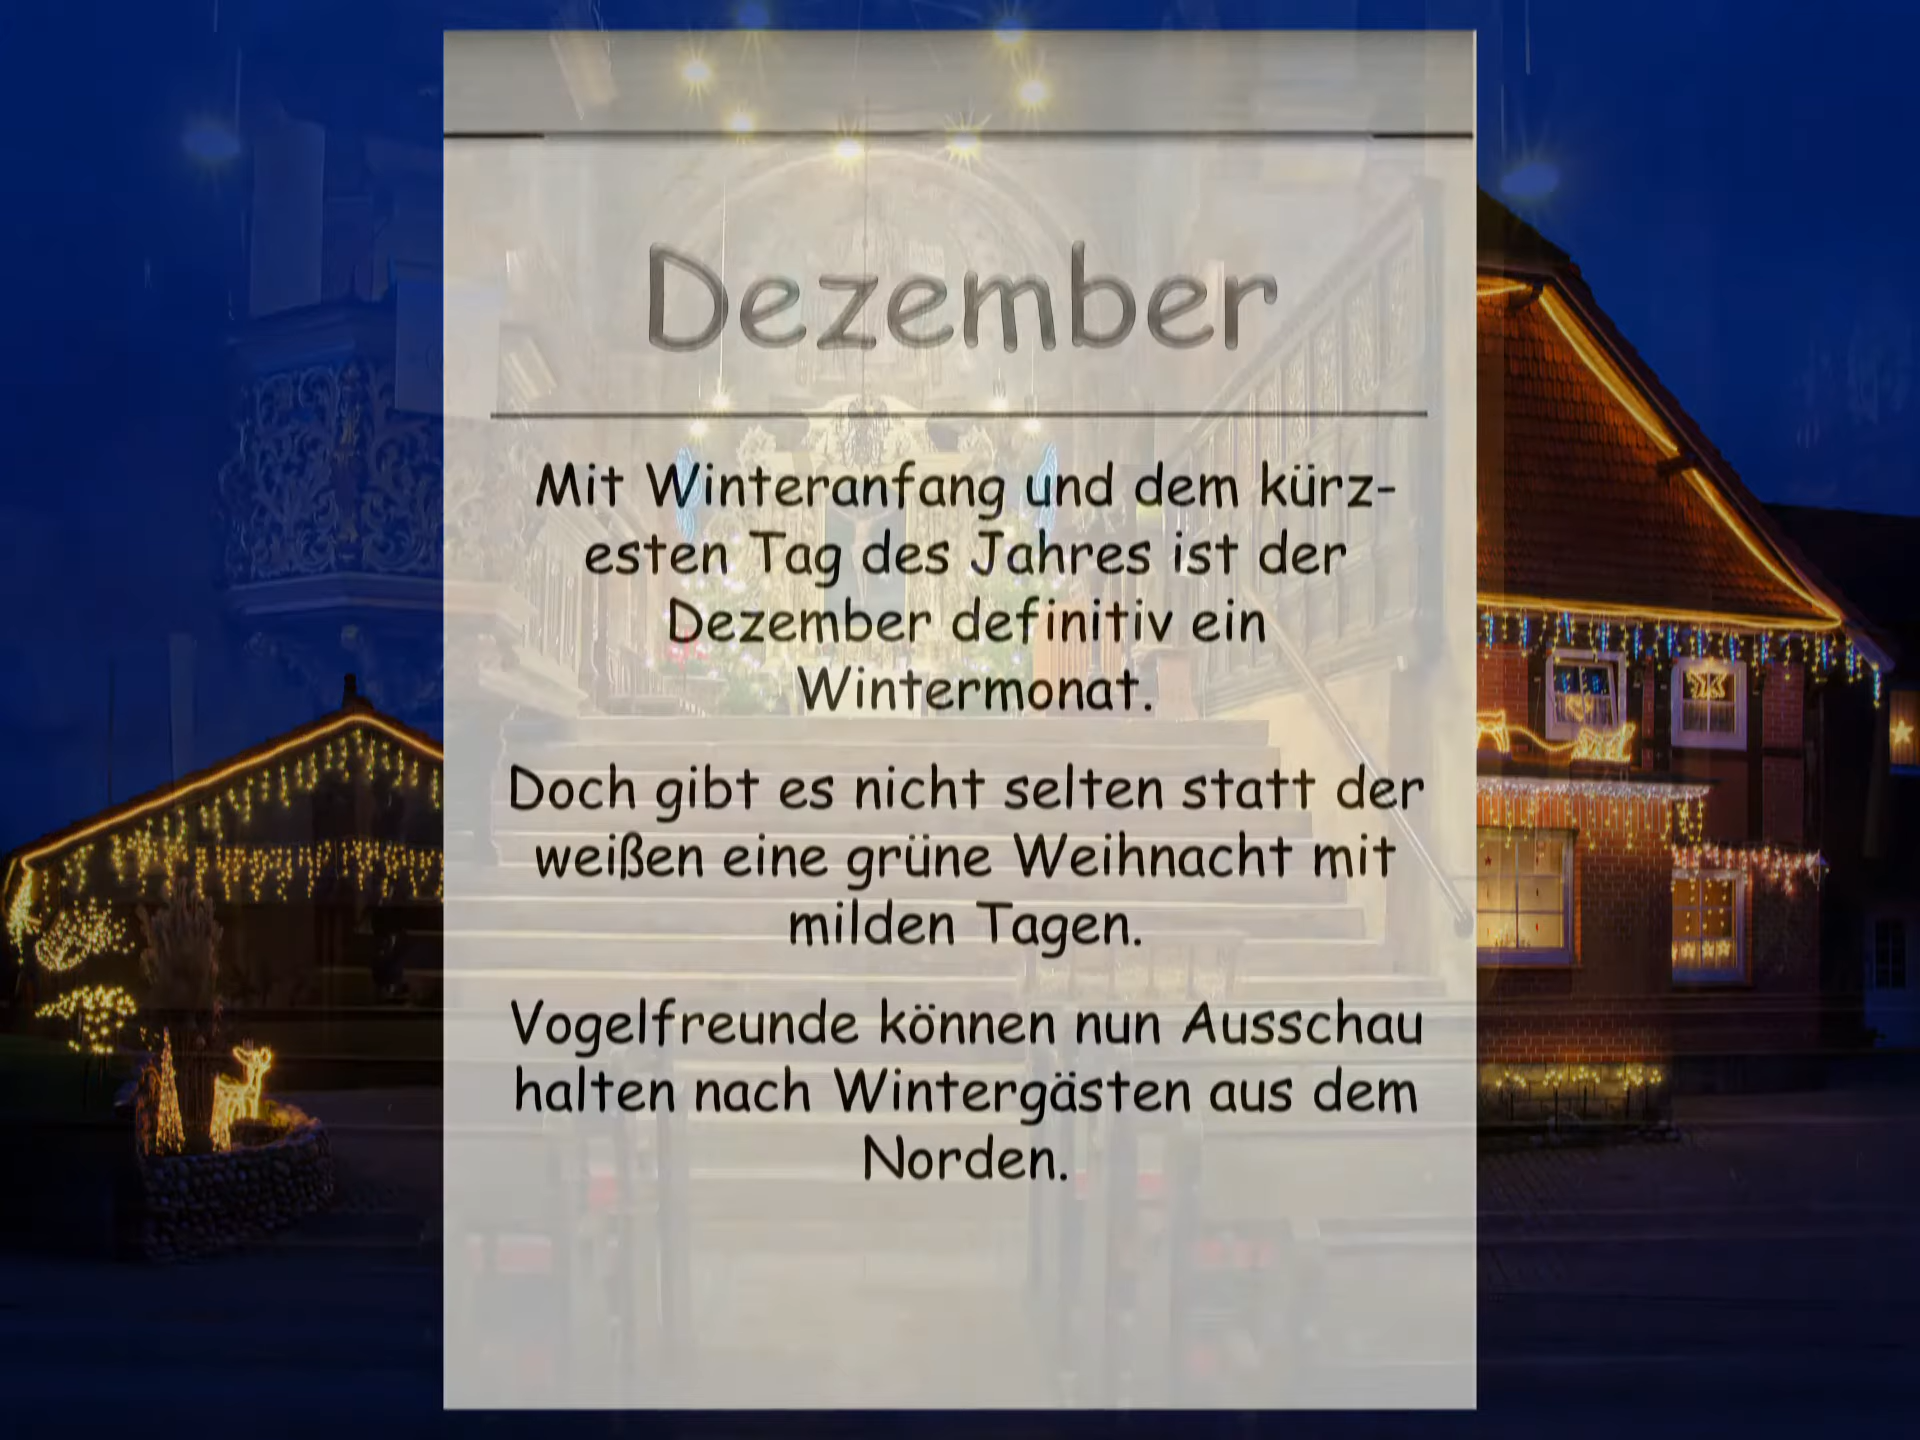 Dezember
Mit Winteranfang und dem kürz-
esten Tag des Jahres ist der
Dezember definitiv ein
Wintermonat.
Doch gibt es nicht selten statt der
weißen eine grüne Weihnacht mit
milden Tagen.
Vogelfreunde können nun Ausschau
halten nach Wintergästen aus dem
Norden.